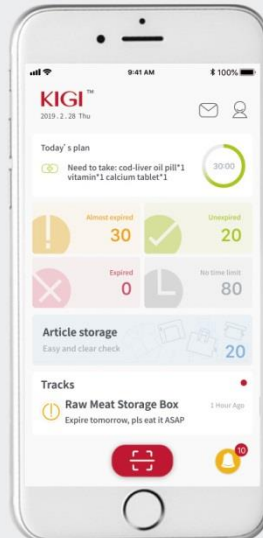 9:41 AM
100%
KIGI™
2019. 2 . 28 Thu
Today's plan
Need to take: cod-liver oil pill*1
vitamin*1 calcium tablet*1
30:00
Almost expired
30
Unexpired
20
Expired
0
No time limit
80
Article storage
Easy and clear check
20
Tracks
Raw Meat Storage Box
1 Hour Ago
Expire tomorrow, pls eat it ASAP
10